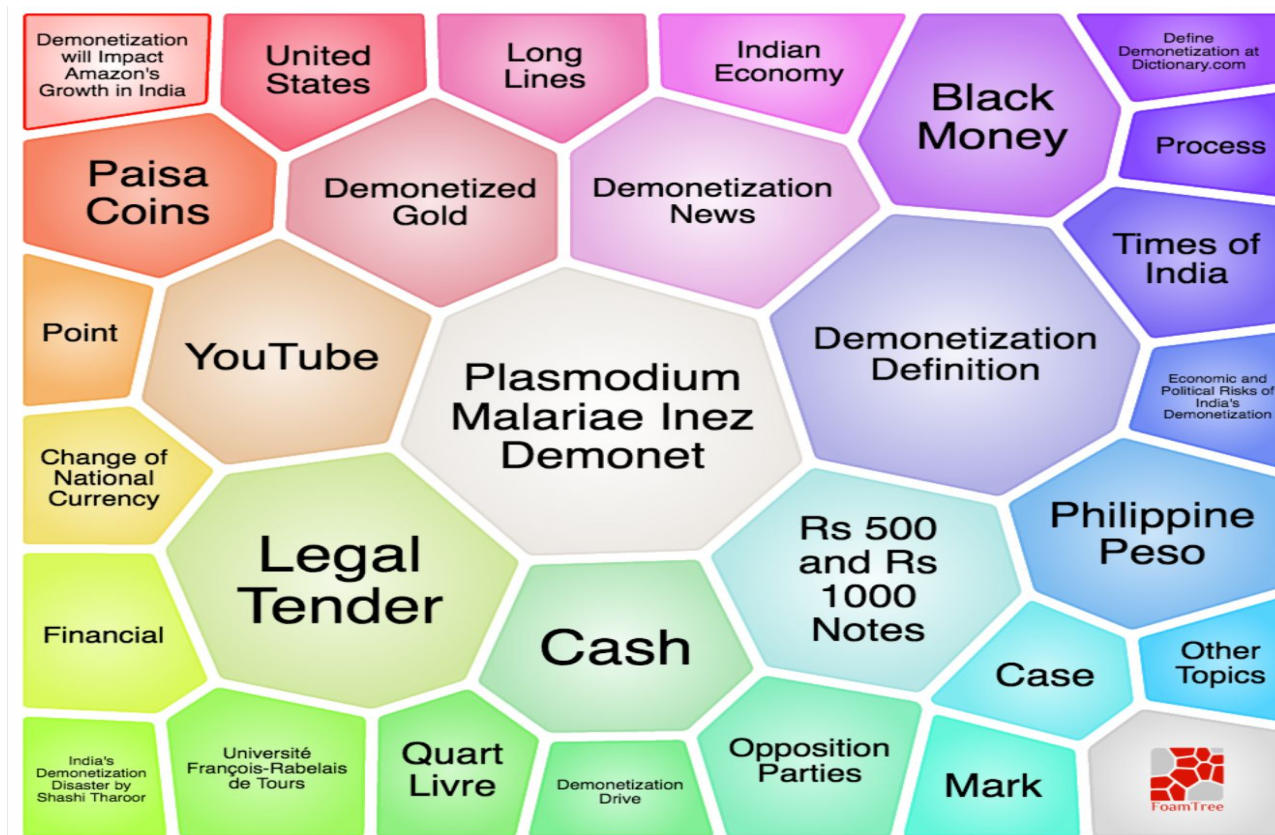 Demonetization
will Impact
Amazon's
Growth in India
United
States
Long
Lines
Indian
Economy
Black
Money
Define
Demonetization at
Dictionary.com
Process
Paisa
Coins
Demonetized
Gold
Demonetization
News
Times of
India
Point
YouTube
Plasmodium
Malariae Inez
Demonet
Demonetization
Definition
Economic and
Political Risks of
India's
Demonetization
Change of
National
Currency
Legal
Tender
Rs 500
and Rs
1000
Notes
Philippine
Peso
Financial
Cash
Case
Other
Topics
India's
Demonetization
Disaster by
Shashi Tharoor
Université
François-Rabelais
de Tours
Quart
Livre
Demonetization
Drive
Opposition
Parties
Mark
FoamTree